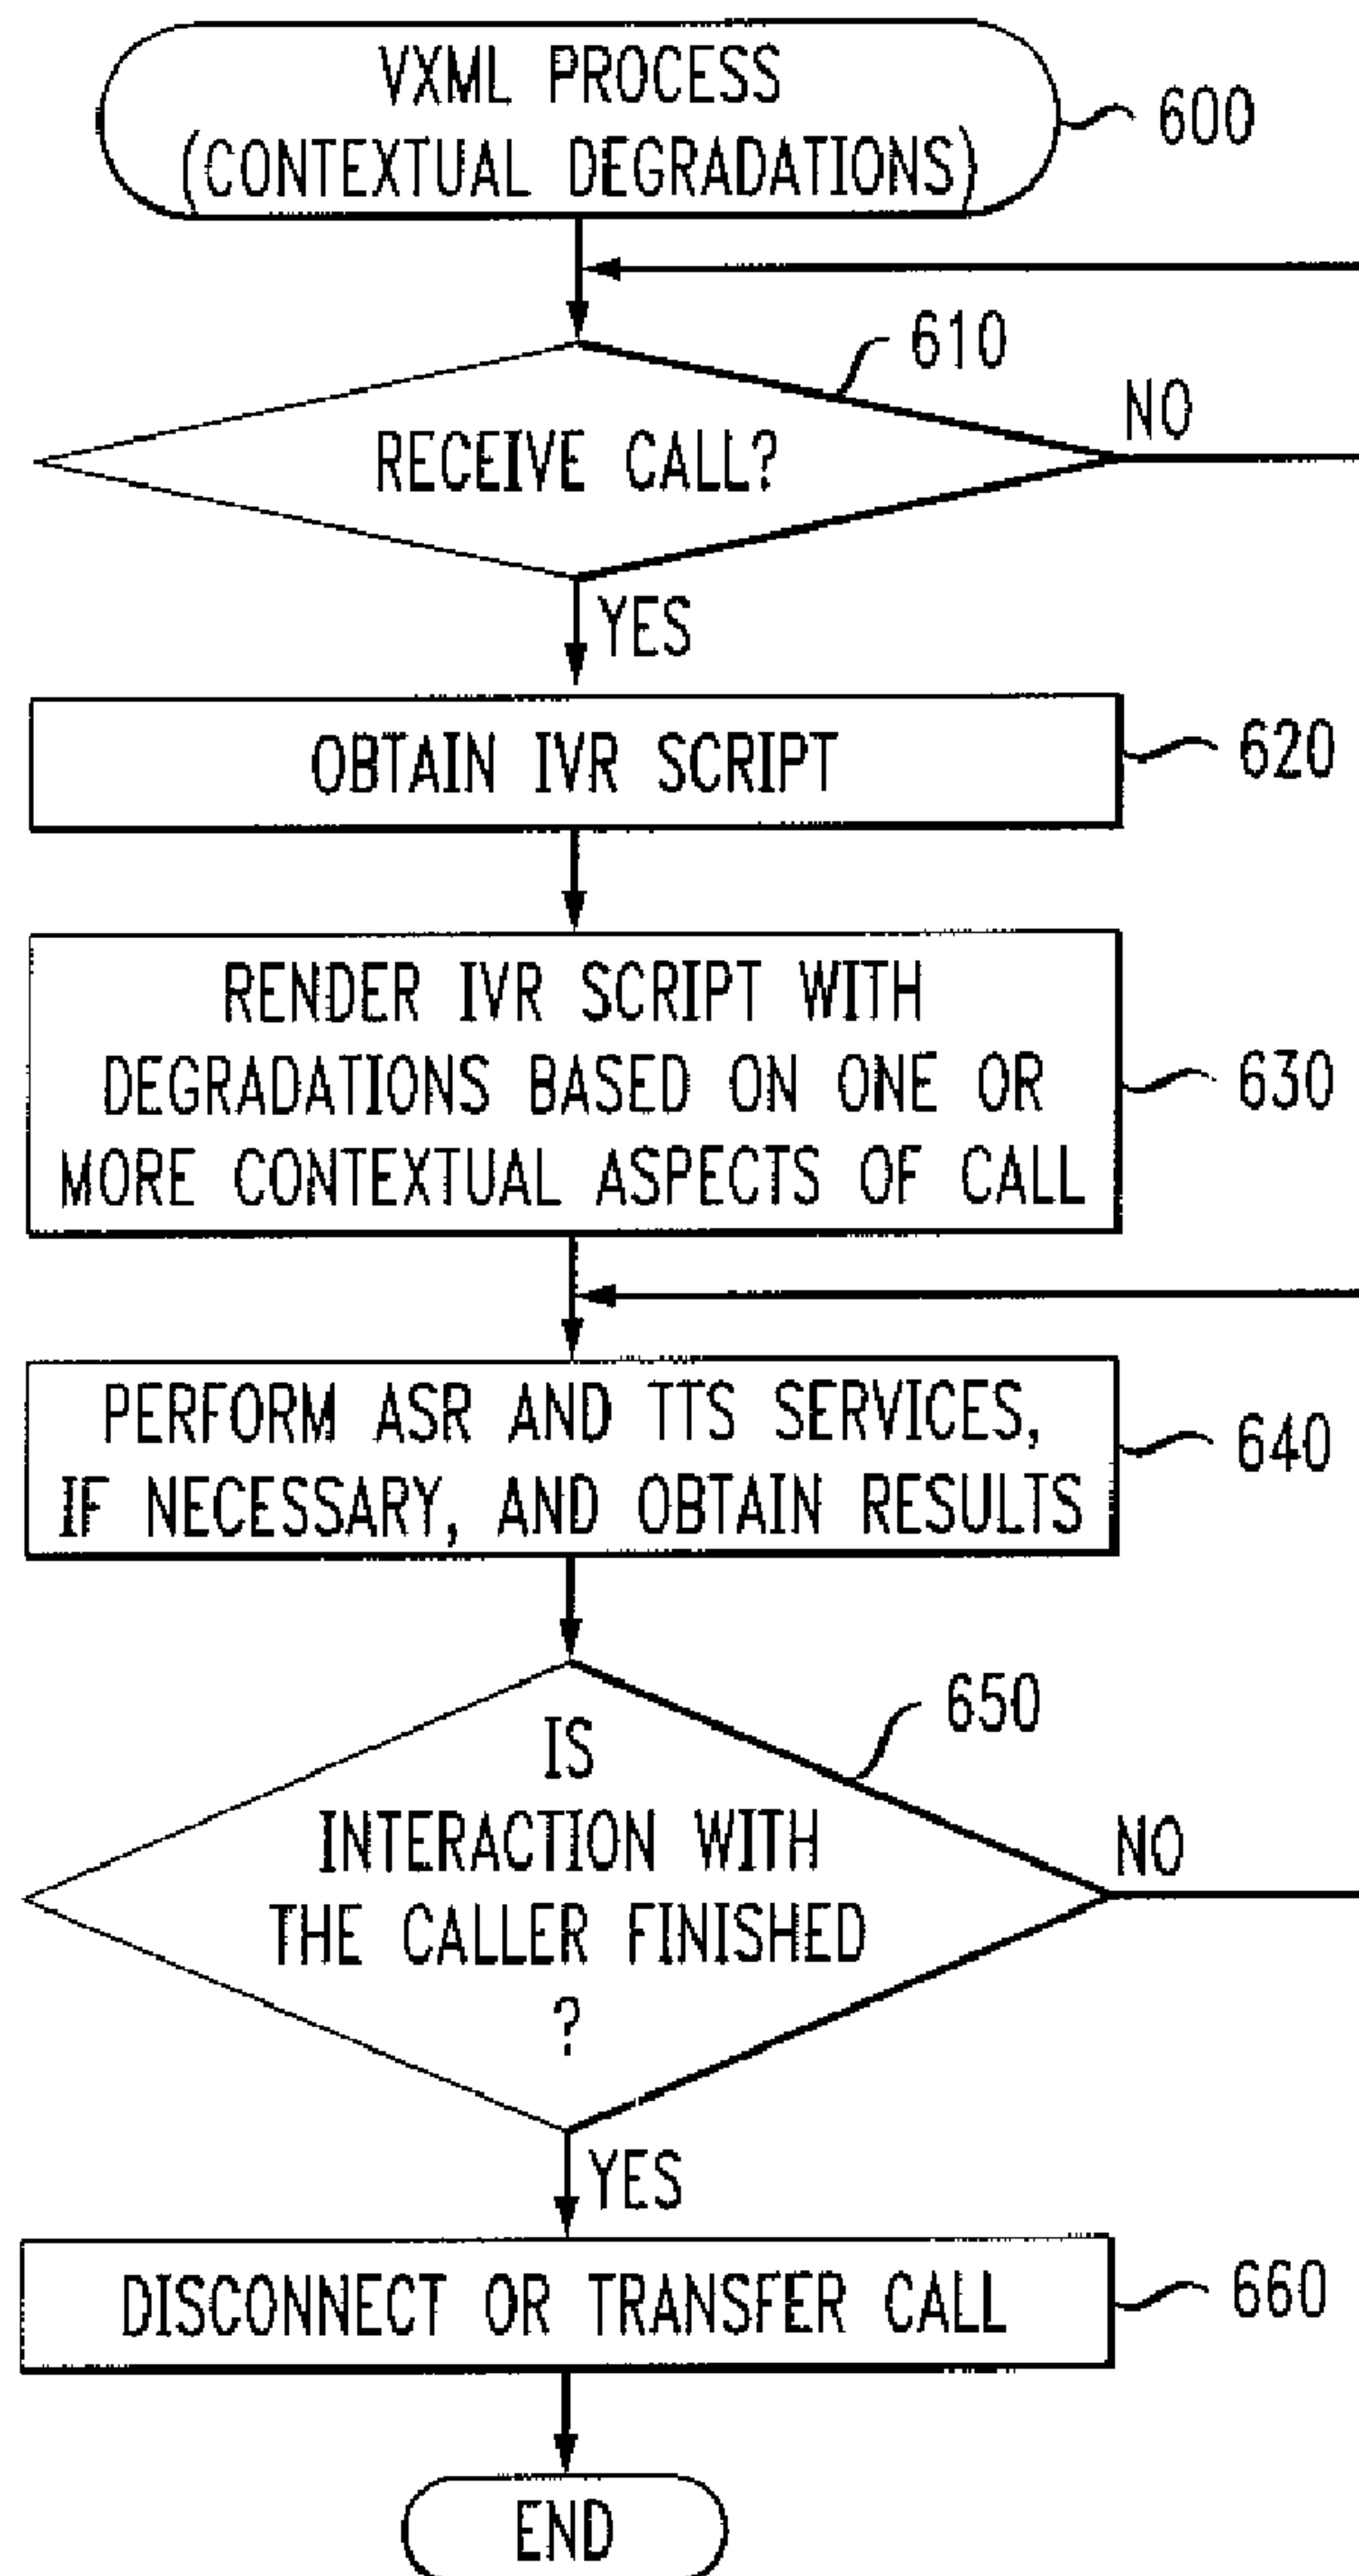 VXML PROCESS
(CONTEXTUAL DEGRADATIONS)
600
610
NO
RECEIVE CALL?
YES
OBTAIN IVR SCRIPT
620
RENDER IVR SCRIPT WITH
DEGRADATIONS BASED ON ONE OR
MORE CONTEXTUAL ASPECTS OF CALL
630
PERFORM ASR AND TTS SERVICES,
IF NECESSARY, AND OBTAIN RESULTS
640
650
IS
INTERACTION WITH
THE CALLER FINISHED
?
NO
YES
DISCONNECT OR TRANSFER CALL
660
END